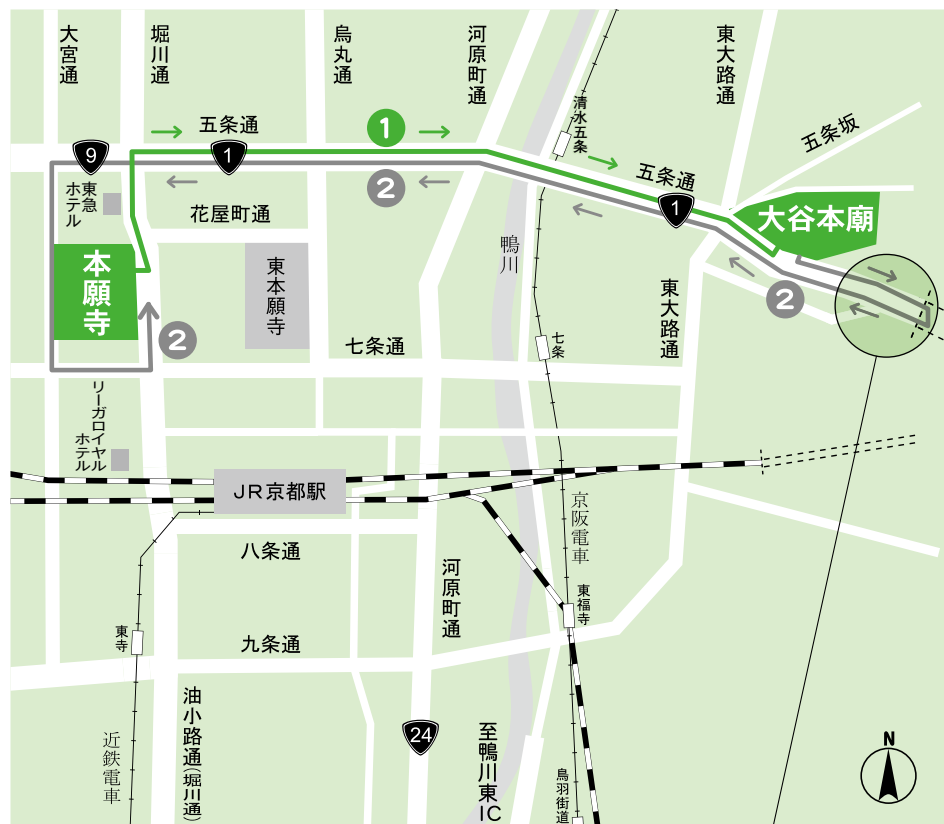 大宮通
堀川通
烏丸通
河原町通
東大路通
清水五条
五条坂
五条通
1
9
1
2
五条通
1
東急
ホテル
花屋町通
大谷本廟
本願寺
東本願寺
鴨川
2
2
東大路通
七条通
七条
リーガロイヤル
ホテル
JR京都駅
京阪電車
八条通
河原町通
東福寺
東寺
九条通
油小路通(堀川通)
近鉄電車
24
至鴨川東IC
鳥羽街道
N